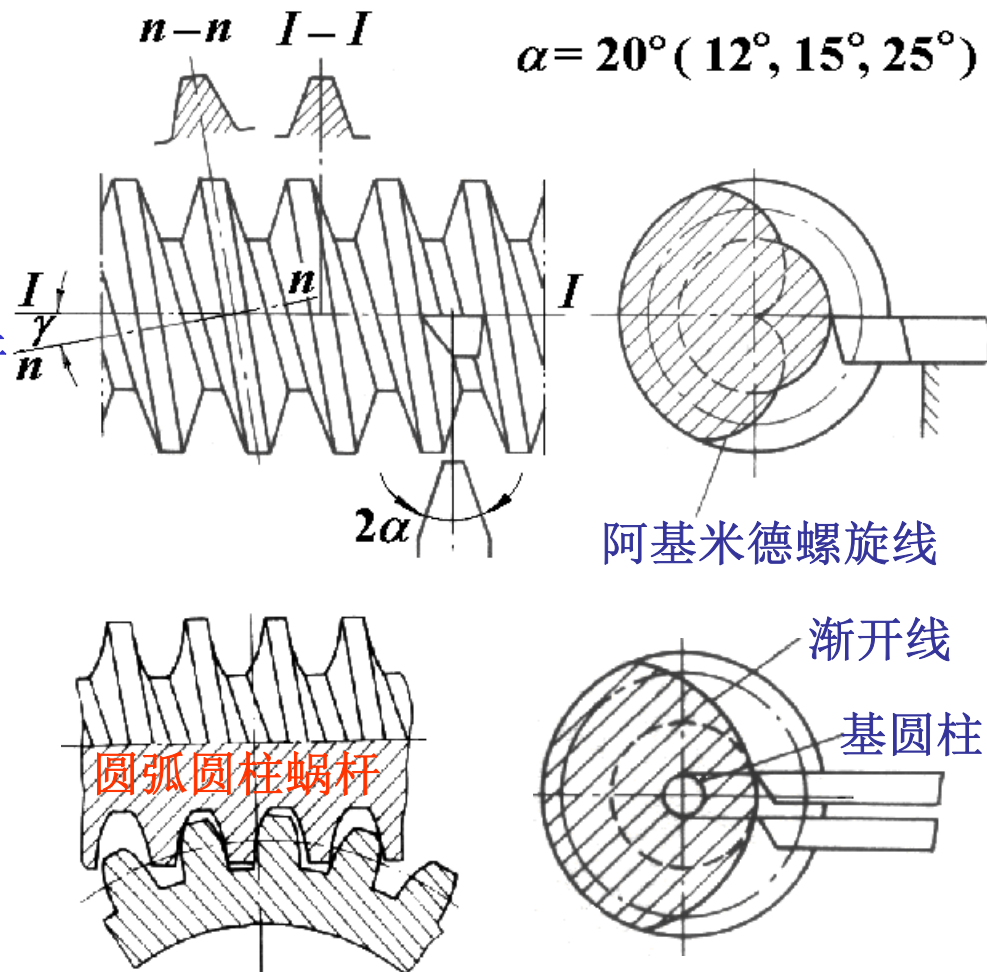 n–n I–I
α = 20°( 12°, 15°, 25°)
n
I
I
γ
n
2α
阿基米德螺旋线
渐开线
基圆柱
圆弧圆柱蜗杆